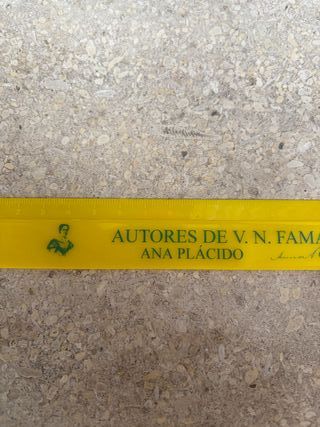 AUTORES DE V. N. FAMA
ANA PLÁCIDO